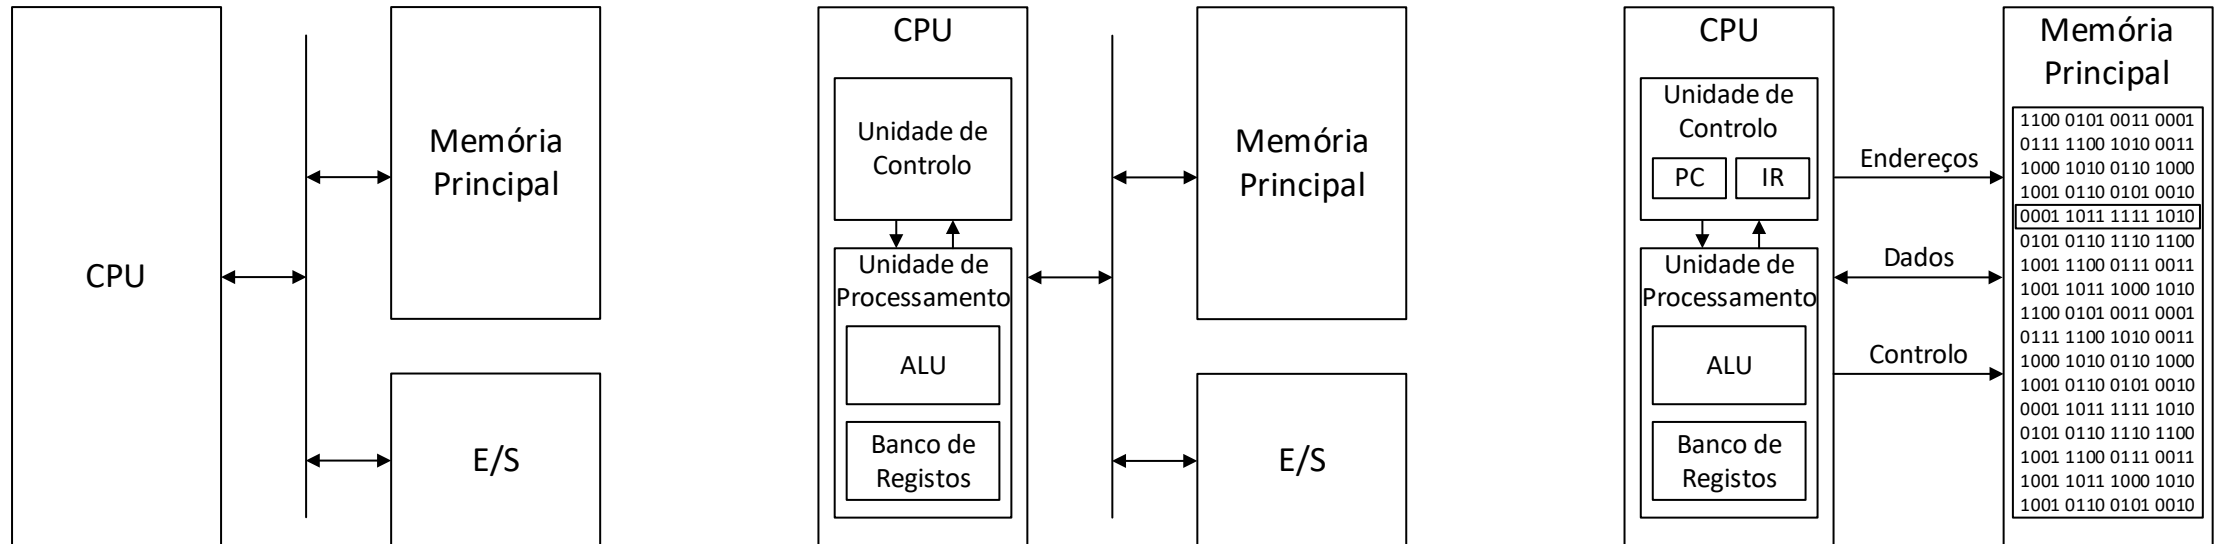 CPU
Memória
Principal
E/S
CPU
Unidade de
Controlo
Unidade de
Processamento
ALU
Banco de
Registos
Memória
Principal
E/S
CPU
Unidade de
Controlo
PC
IR
Unidade de
Processamento
ALU
Banco de
Registos
Endereços
Dados
Controlo
Memória
Principal
1100 0101 0011 0001
0111 1100 1010 0011
1000 1010 0110 1000
1001 0110 0101 0010
0001 1011 1111 1010
0101 0110 1110 1100
1001 1100 0111 0011
1001 1011 1000 1010
1100 0101 0011 0001
0111 1100 1010 0011
1000 1010 0110 1000
1001 0110 0101 0010
0001 1011 1111 1010
0101 0110 1110 1100
1001 1100 0111 0011
1001 1011 1000 1010
1001 0110 0101 0010